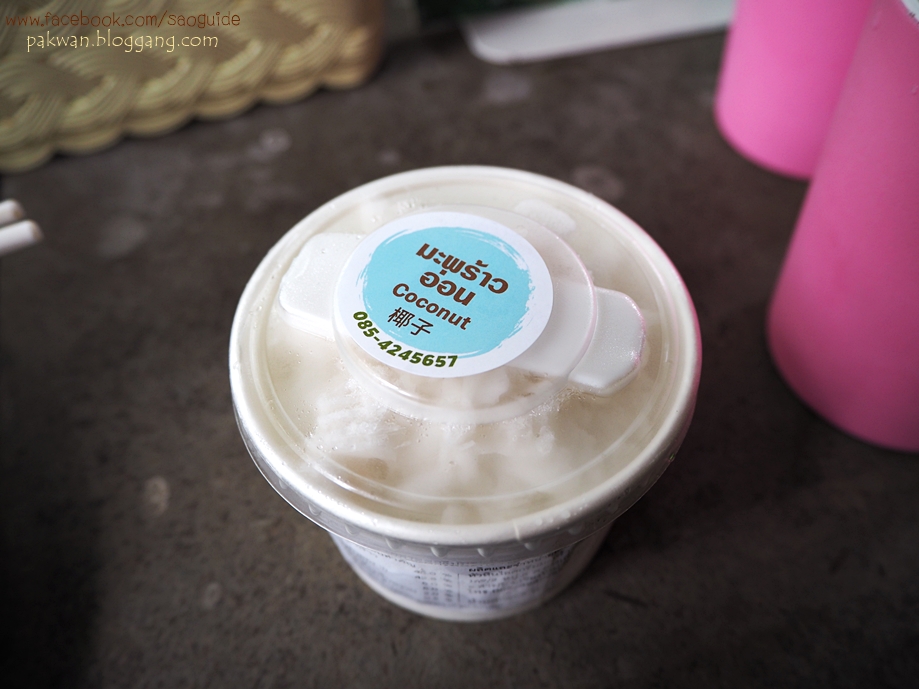 www.facebook.com/saoguide
pakwan.bloggang.com
มะพร้าว
อ่อน
Coconut
椰子
085-4245657